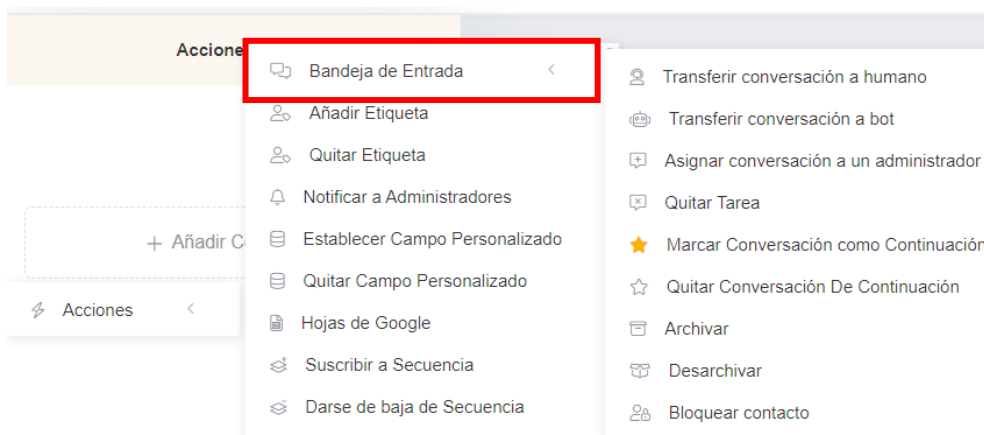 Accione
Bandeja de Entrada
Añadir Etiqueta
Quitar Etiqueta
Notificar a Administradores
Establecer Campo Personalizado
Quitar Campo Personalizado
Hojas de Google
Suscribir a Secuencia
Darse de baja de Secuencia
+ Añadir C
Acciones
Transferir conversación a humano
Transferir conversación a bot
Asignar conversación a un administrador
Quitar Tarea
Marcar Conversación como Continuación
Quitar Conversación De Continuación
Archivar
Desarchivar
Bloquear contacto